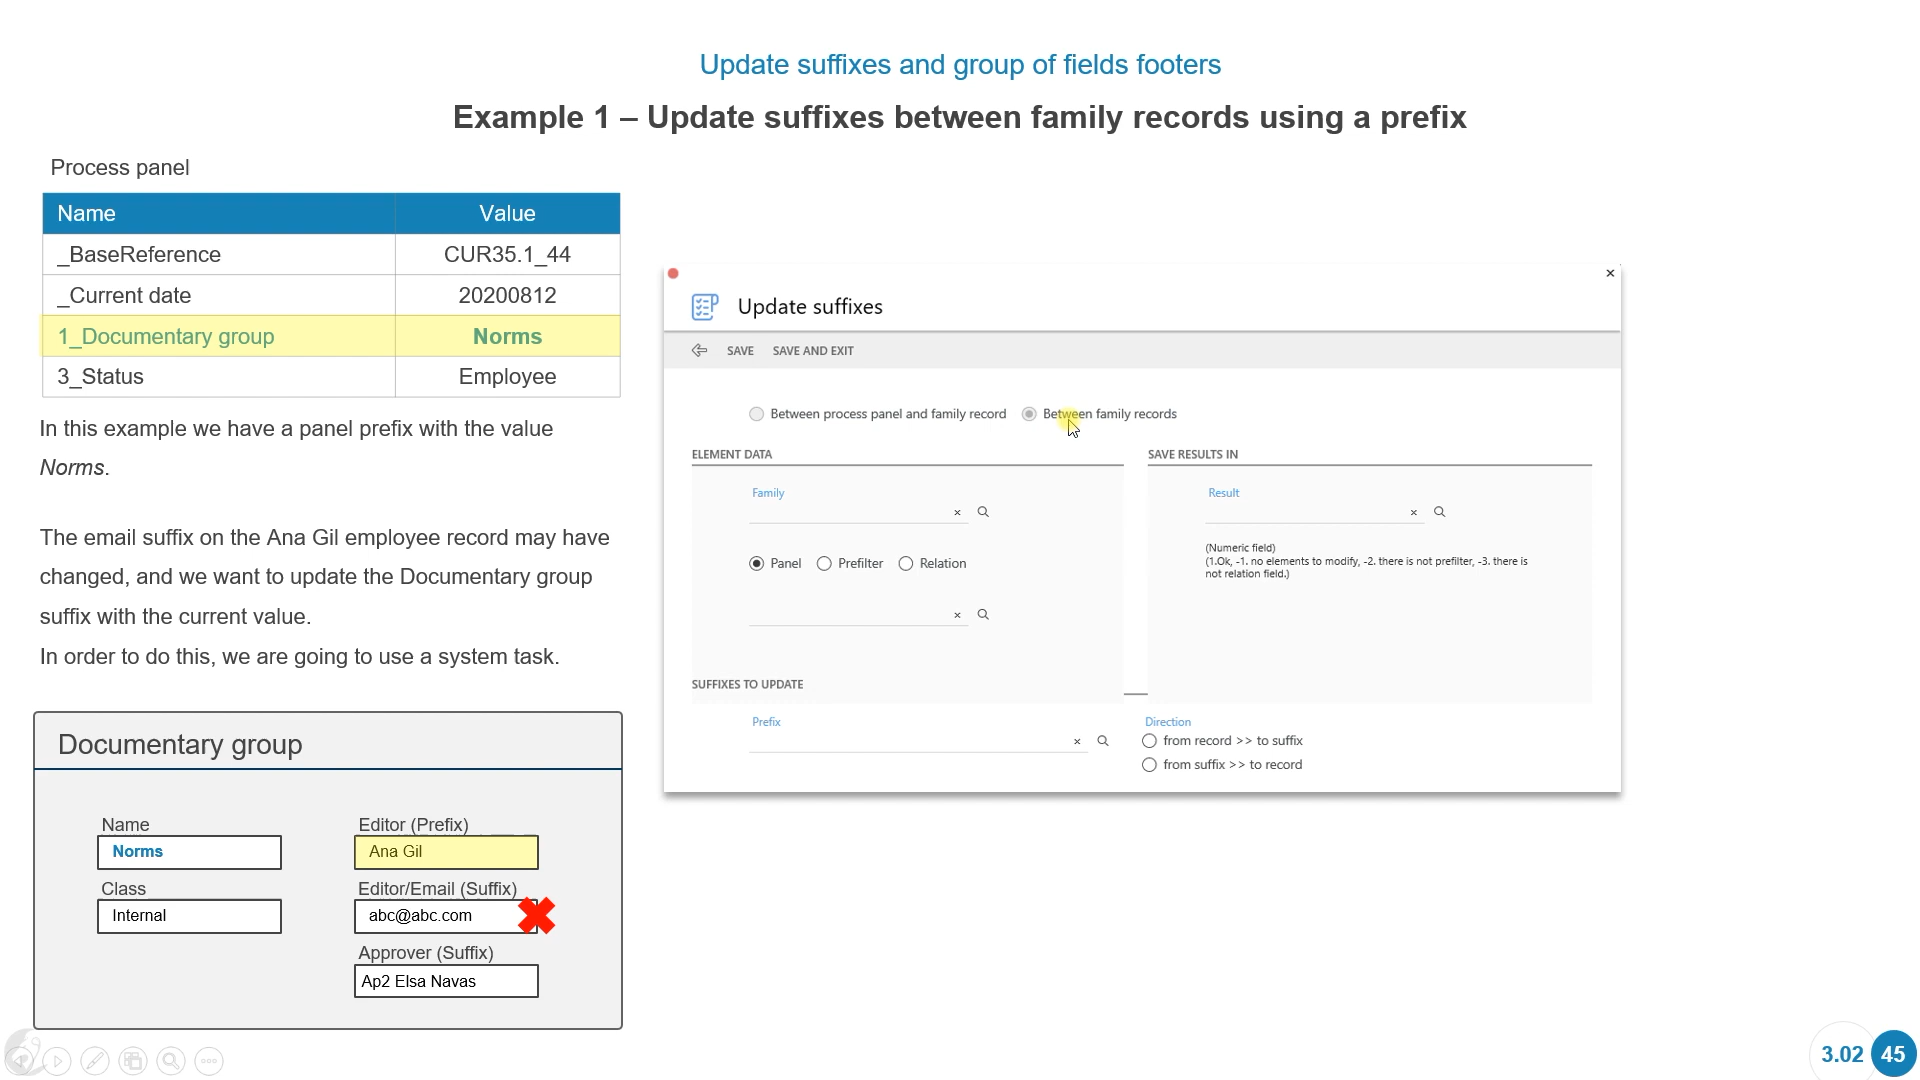 Update suffixes and group of fields footers
Example 1 – Update suffixes between family records using a prefix
Process panel
Name Value
_BaseReference CUR35.1_44
_Current date 20200812
1_Documentary group Norms
3_Status Employee
In this example we have a panel prefix with the value
Norms.
The email suffix on the Ana Gil employee record may have
changed, and we want to update the Documentary group
suffix with the current value.
In order to do this, we are going to use a system task.
Documentary group
Name
Norms
Class
Internal
Editor (Prefix)
Ana Gil
Editor/Email (Suffix)
abc@abc.com
Approver (Suffix)
Ap2 Elsa Navas
Update suffixes
SAVE SAVE AND EXIT
Between process panel and family record Between family records
ELEMENT DATA
Family
Panel Prefilter Relation
SAVE RESULTS IN
Result
(Numeric field)
(1.Ok, -1. no elements to modify, -2. there is not prefilter, -3. there is
not relation field.)
SUFFIXES TO UPDATE
Prefix
Direction
from record >> to suffix
from suffix >> to record
3.02 45